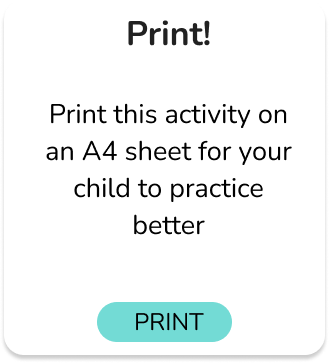 Print!
Print this activity on
an A4 sheet for your
child to practice
better
PRINT